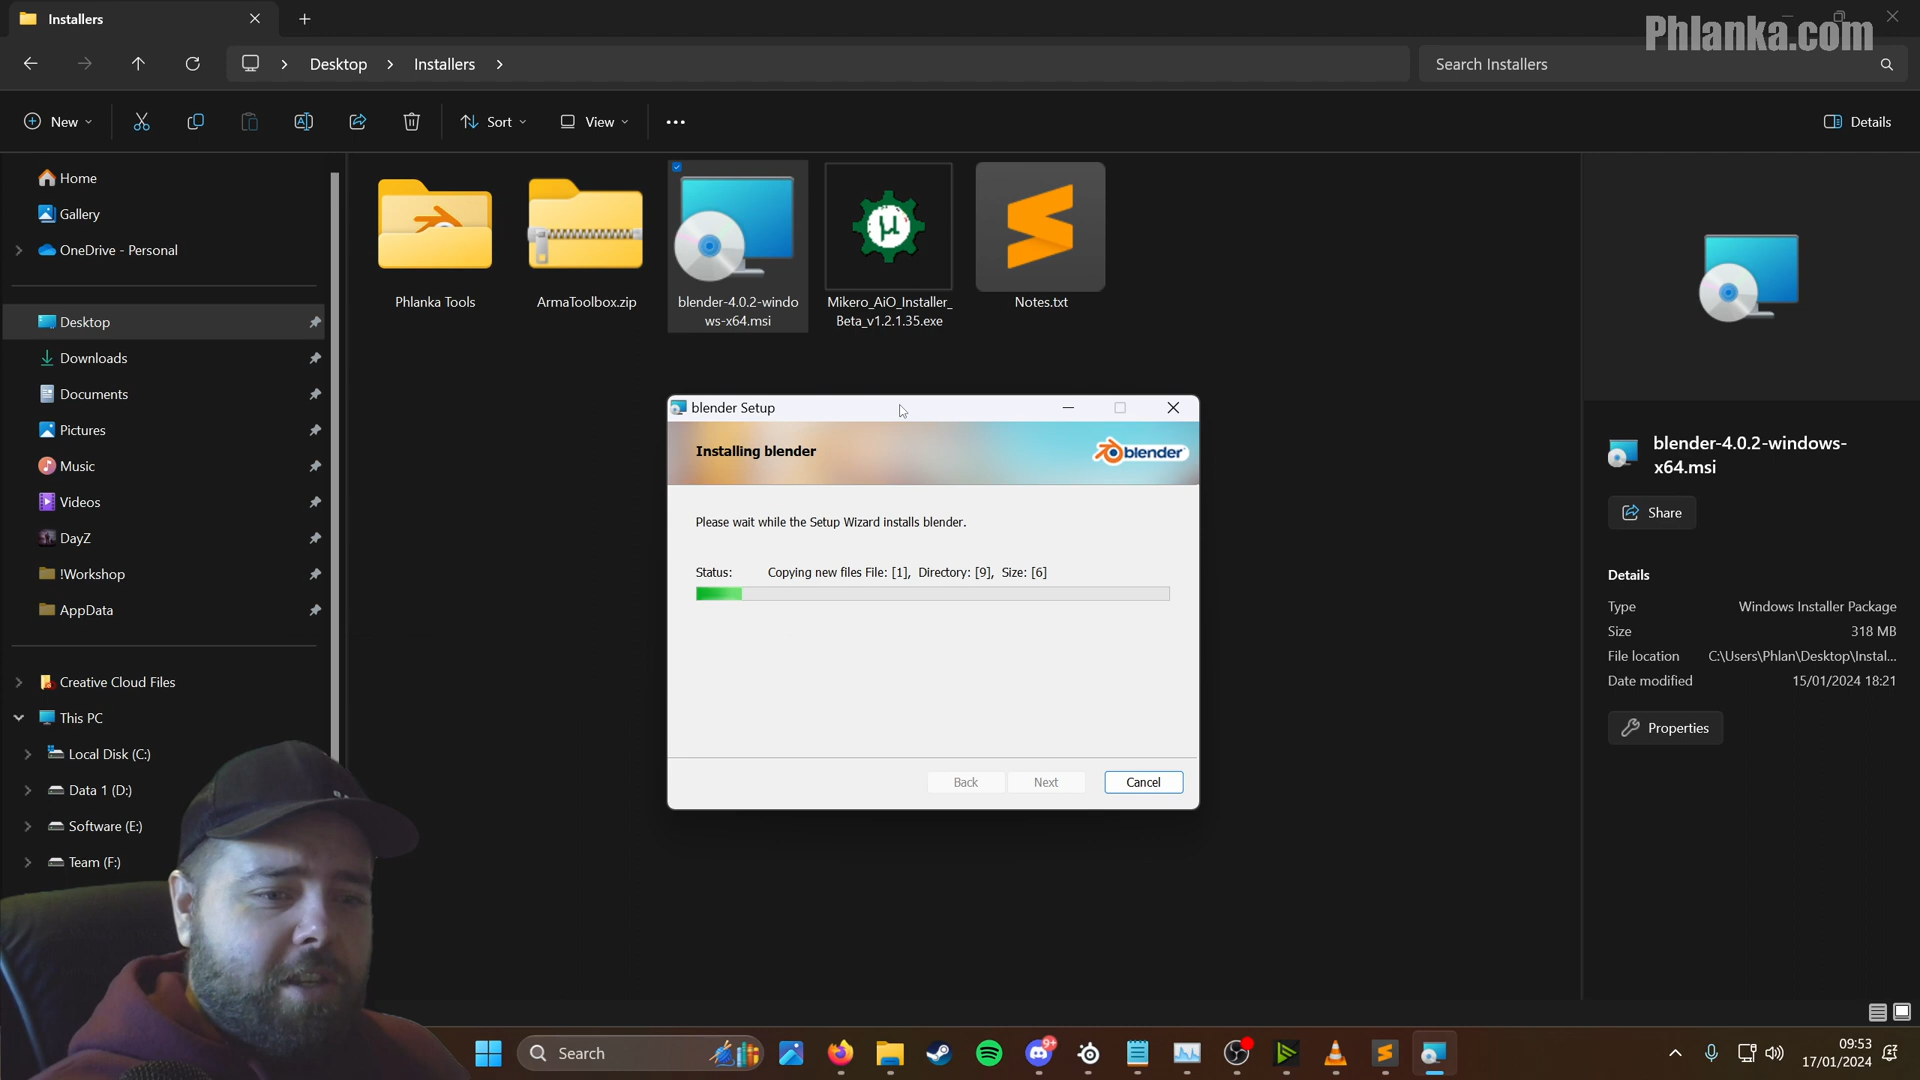 Installers
Phlanka.com
Desktop
Installers
Search Installers
New
Sort
View
Details
Home
Gallery
OneDrive - Personal
Desktop
Downloads
Documents
Pictures
Music
Videos
DayZ
!Workshop
AppData
Creative Cloud Files
This PC
Local Disk (C:)
Data 1 (D:)
Software (E:)
Team (F:)
Phlanka Tools
ArmaToolbox.zip
blender-4.0.2-windo
ws-x64.msi
Mikero_AiO_Installer_
Beta_v1.2.1.35.exe
Notes.txt
blender Setup
Installing blender
blender
Please wait while the Setup Wizard installs blender.
Status: Copying new files File: [1], Directory: [9], Size: [6]
Back
Next
Cancel
blender-4.0.2-windows-
x64.msi
Share
Details
Type Windows Installer Package
Size 318 MB
File location C:\Users\Phlan\Desktop\Instal...
Date modified 15/01/2024 18:21
Properties
Search
9+
09:53
17/01/2024